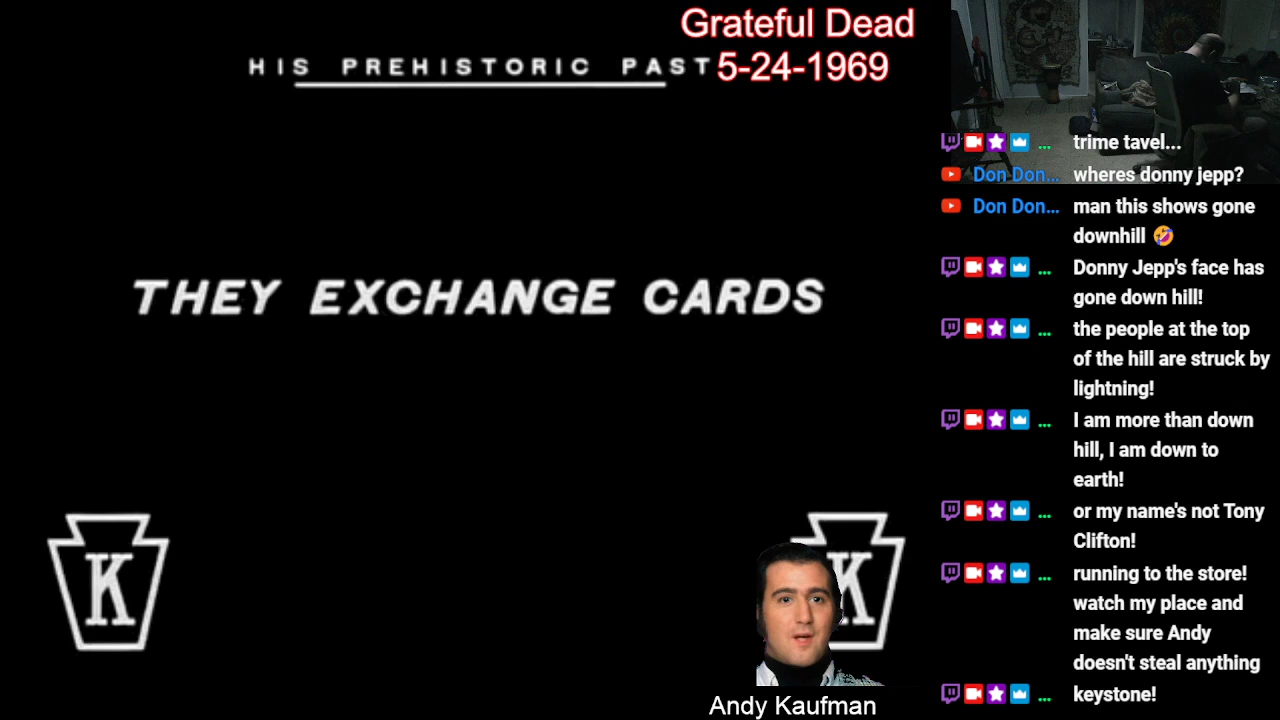 Grateful Dead
5-24-1969
HIS PREHISTORIC PAST
THEY EXCHANGE CARDS
K
K
Andy Kaufman
... trime tavel...
Don Don... wheres donny jepp?
Don Don... man this shows gone
downhill 🤣
... Donny Jepp's face has
gone down hill!
... the people at the top
of the hill are struck by
lightning!
... I am more than down
hill, I am down to
earth!
... or my name's not Tony
Clifton!
... running to the store!
watch my place and
make sure Andy
doesn't steal anything
... keystone!